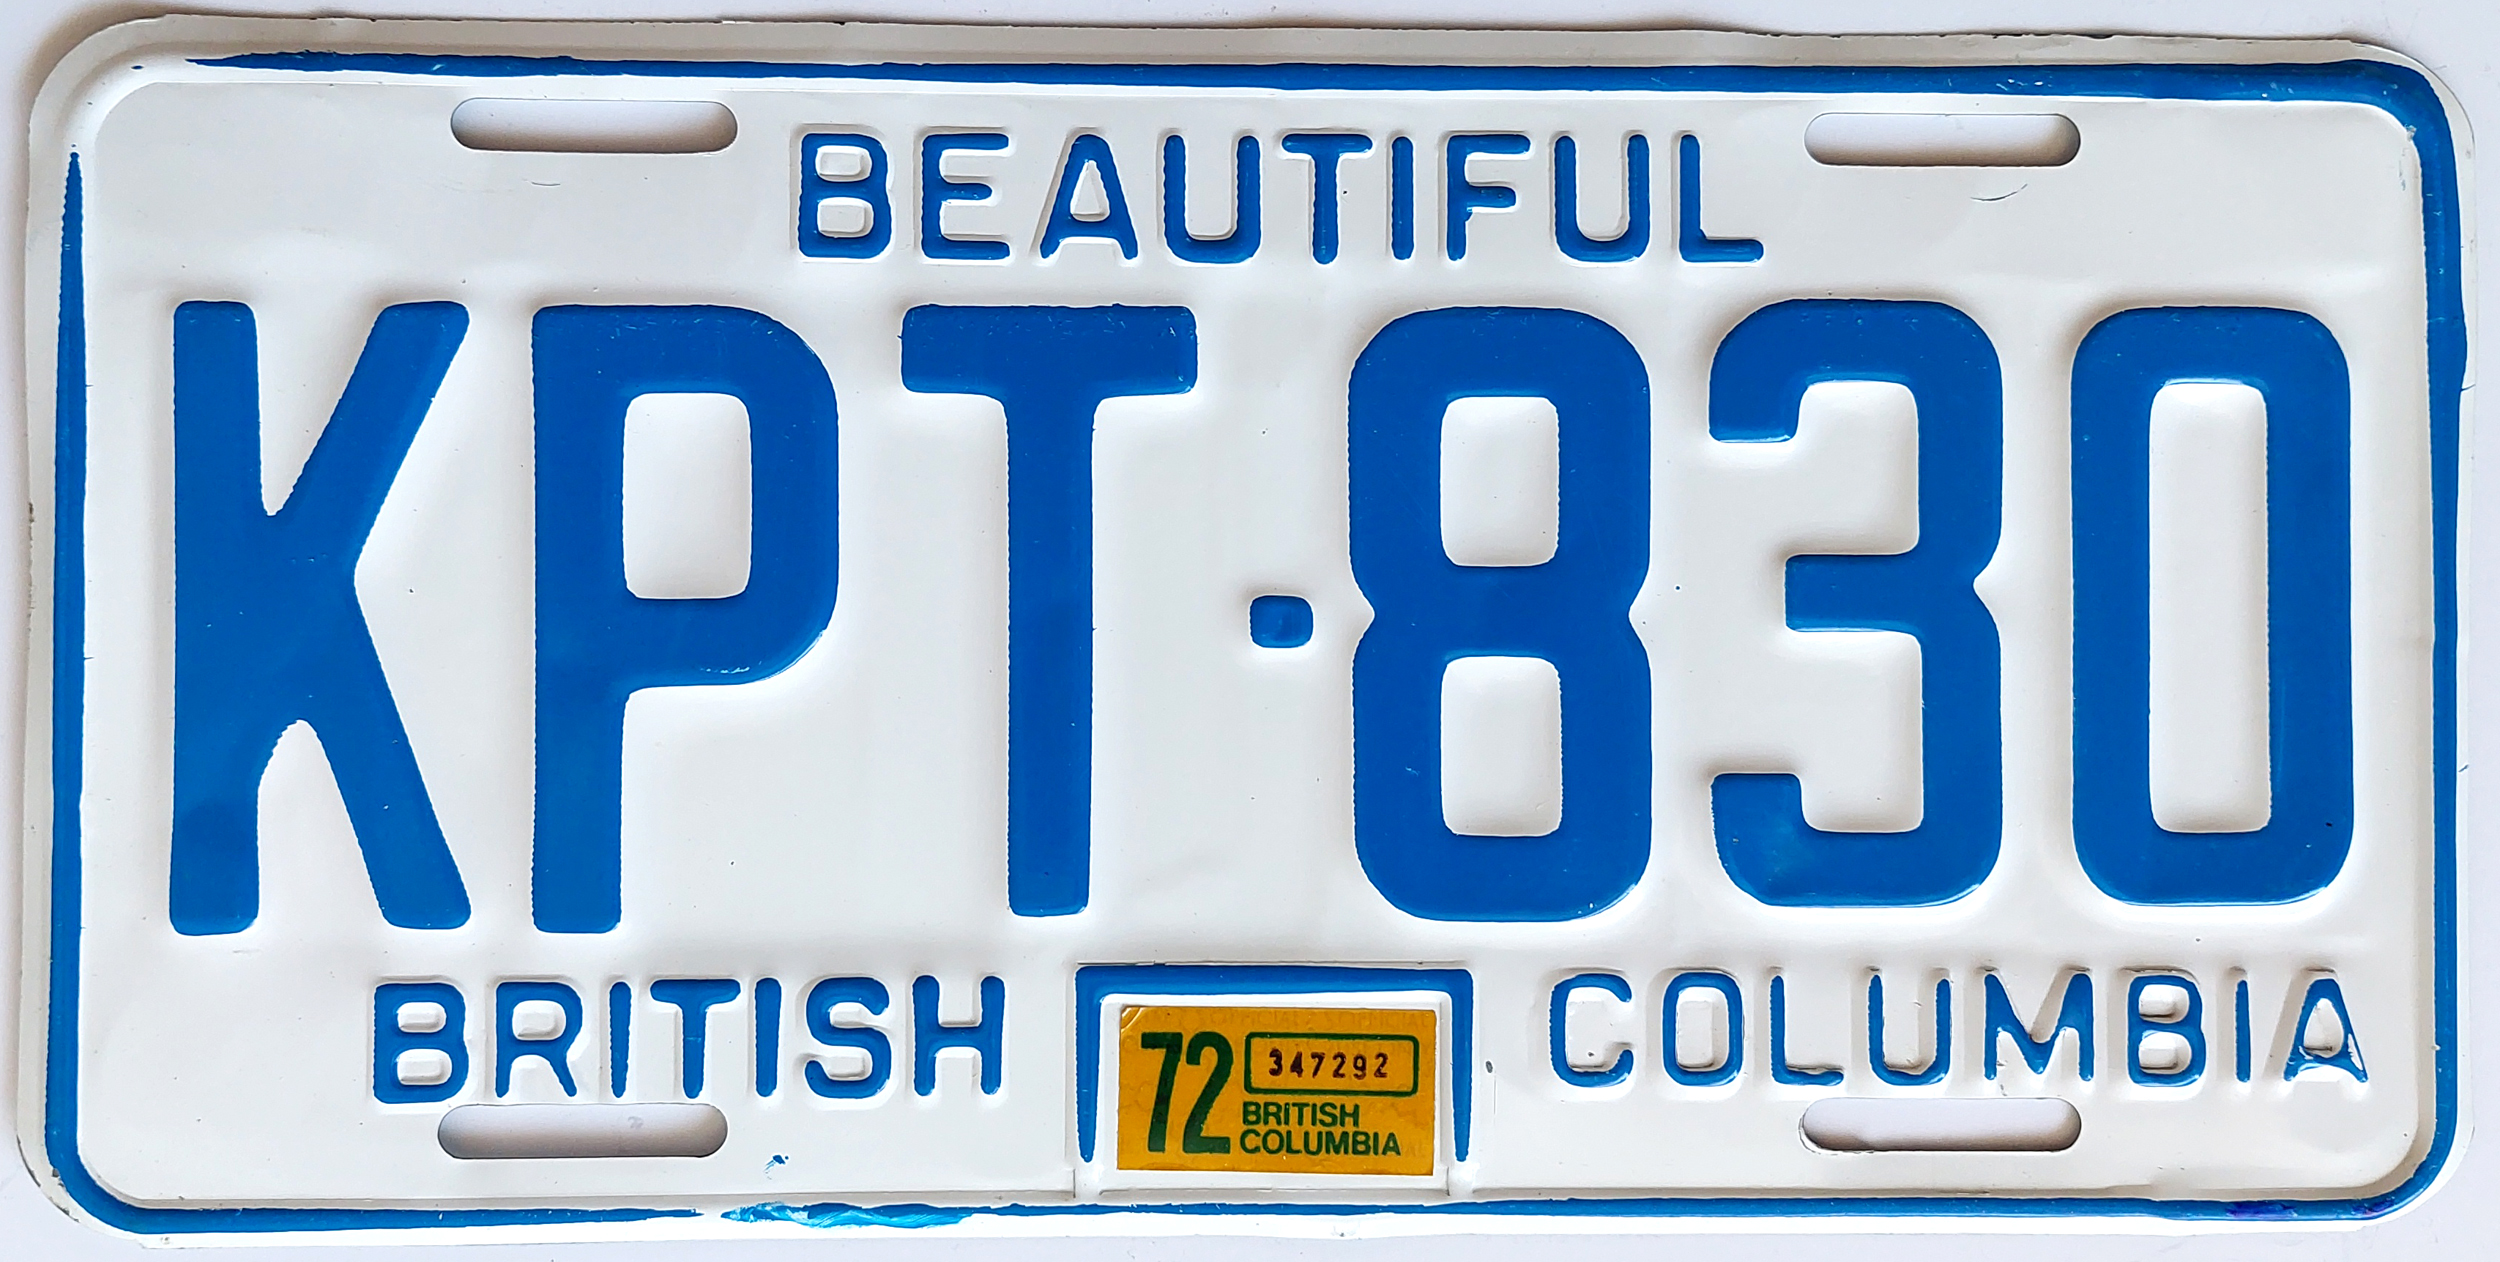 BEAUTIFUL
KPT·830
BRITISH COLUMBIA
72 347292
BRITISH
COLUMBIA